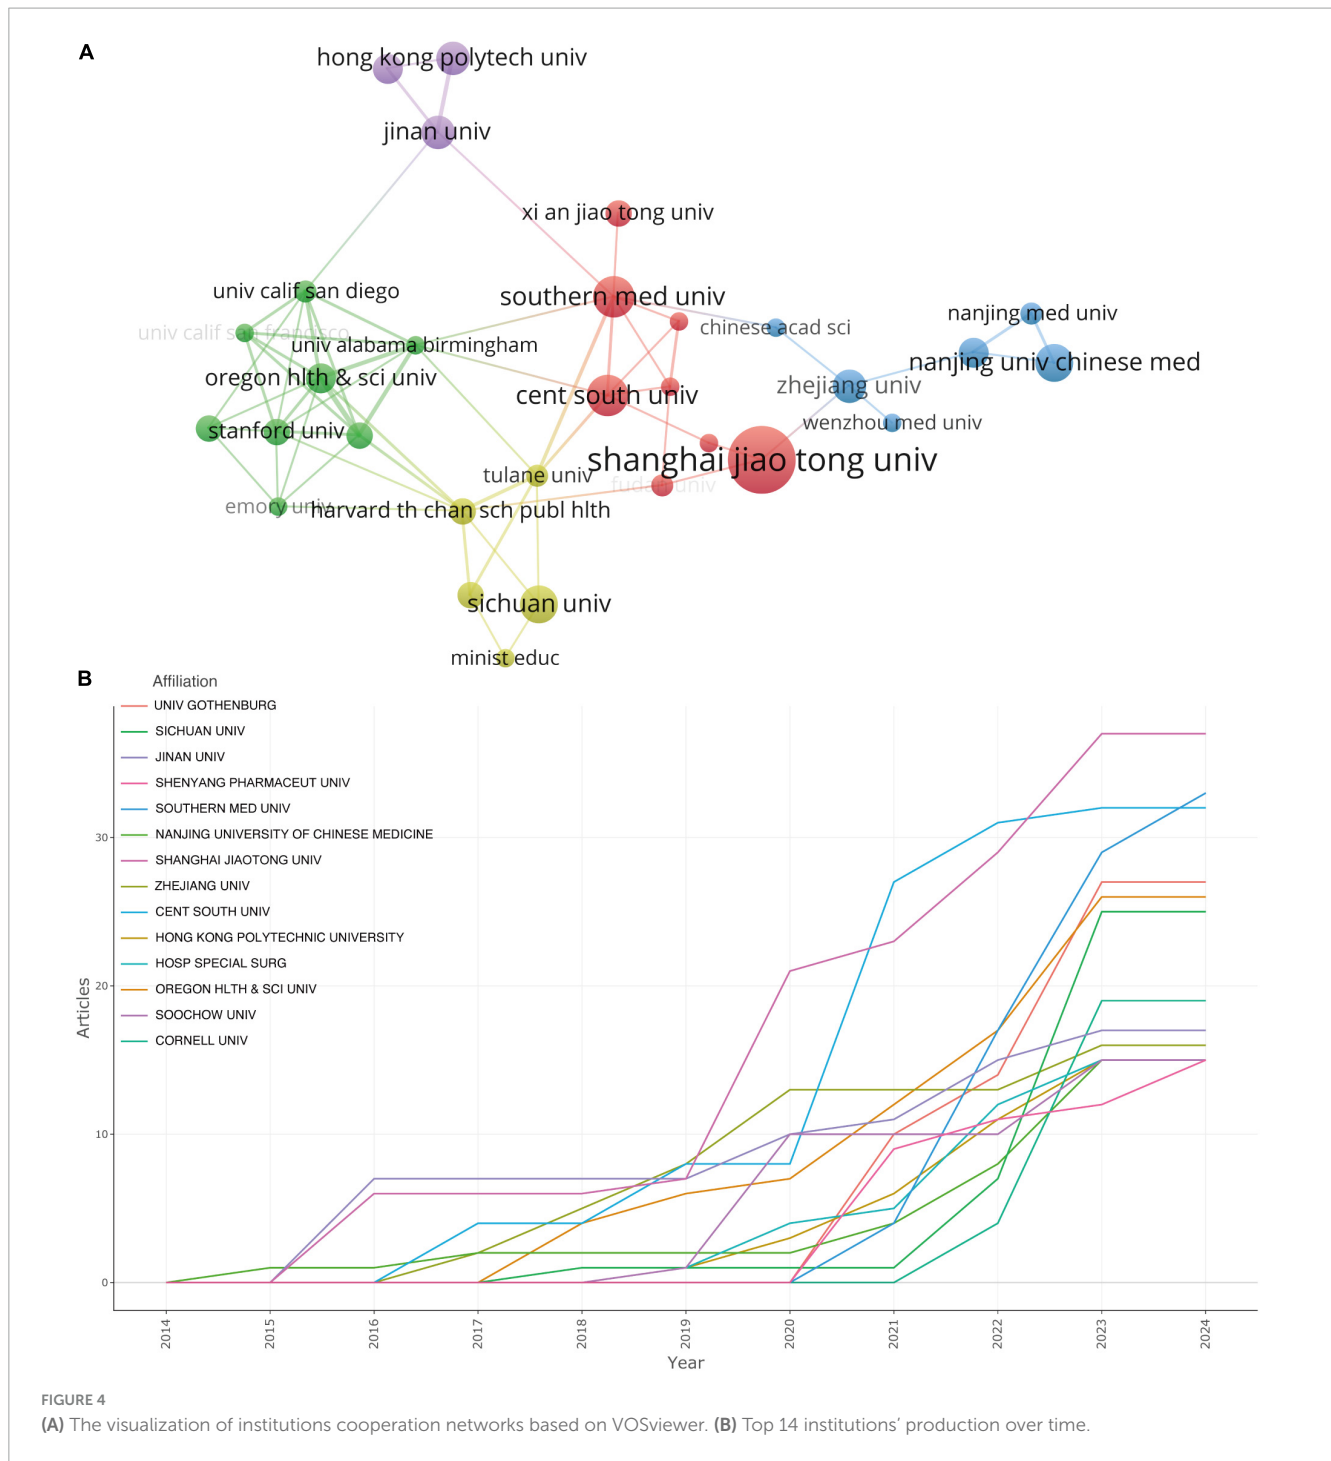 A
hong kong polytech univ
jinan univ
xi an jiao tong univ
univ calif san diego
southern med univ
nanjing med univ
chinese acad sci
univ calif san francisco
univ alabama birmingham
nanjing univ chinese med
oregon hlth & sci univ
zhejiang univ
cent south univ
wenzhou med univ
stanford univ
shanghai jiao tong univ
tulane univ
fudan univ
emory univ
harvard th chan sch publ hlth
sichuan univ
minist educ
B
Affiliation
UNIV GOTHENBURG
SICHUAN UNIV
JINAN UNIV
SHENYANG PHARMACEUT UNIV
SOUTHERN MED UNIV
NANJING UNIVERSITY OF CHINESE MEDICINE
SHANGHAI JIAOTONG UNIV
ZHEJIANG UNIV
CENT SOUTH UNIV
HONG KONG POLYTECHNIC UNIVERSITY
HOSP SPECIAL SURG
OREGON HLTH & SCI UNIV
SOOCHOW UNIV
CORNELL UNIV
Articles
30
20
10
0
2014 2015 2016 2017 2018 2019 2020 2021 2022 2023 2024
Year
FIGURE 4
(A) The visualization of institutions cooperation networks based on VOSviewer. (B) Top 14 institutions’ production over time.